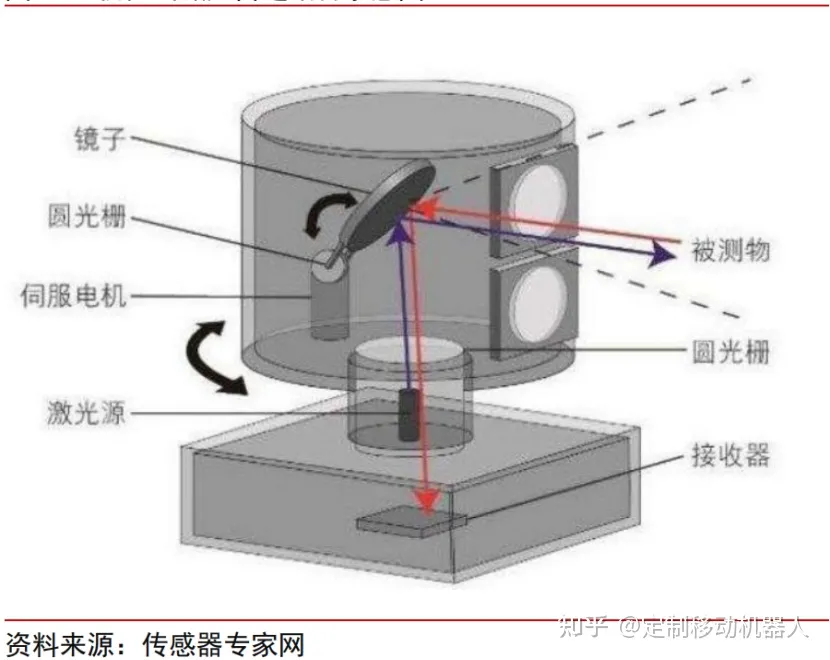 镜子
圆光栅
伺服电机
被测物
圆光栅
激光源
接收器
知乎 @定制移动机器人
资料来源：传感器专家网